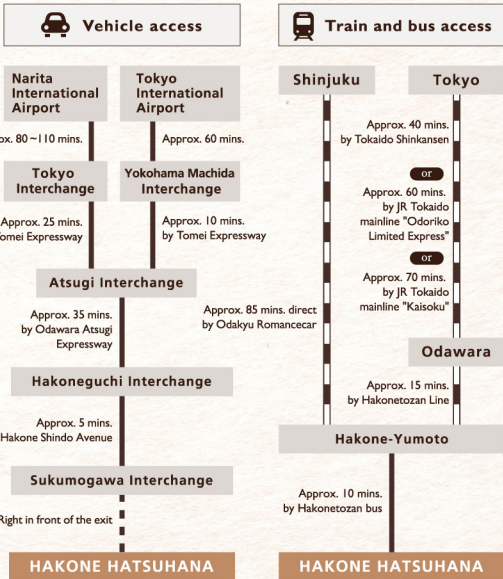 Vehicle access
Narita
International
Airport
Tokyo
International
Airport
80~110 mins.
Approx. 60 mins.
Tokyo
Interchange
Yokohama Machida
Interchange
Approx. 25 mins.
Expressway
Approx. 10 mins.
by Tomei Expressway
Atsugi Interchange
Approx. 35 mins.
by Odawara Atsugi
Expressway
Hakoneguchi Interchange
Approx. 5 mins.
Hakone Shindo Avenue
Sukumogawa Interchange
Right in front of the exit
HAKONE HATSUHANA
Train and bus access
Shinjuku
Tokyo
Approx. 40 mins.
by Tokaido Shinkansen
or
Approx. 60 mins.
by JR Tokaido
mainline "Odoriko
Limited Express"
or
Approx. 70 mins.
by JR Tokaido
mainline "Kaisoku"
Approx. 85 mins. direct
by Odakyu Romancecar
Odawara
Approx. 15 mins.
by Hakonetozan Line
Hakone-Yumoto
Approx. 10 mins.
by Hakonetozan bus
HAKONE HATSUHANA